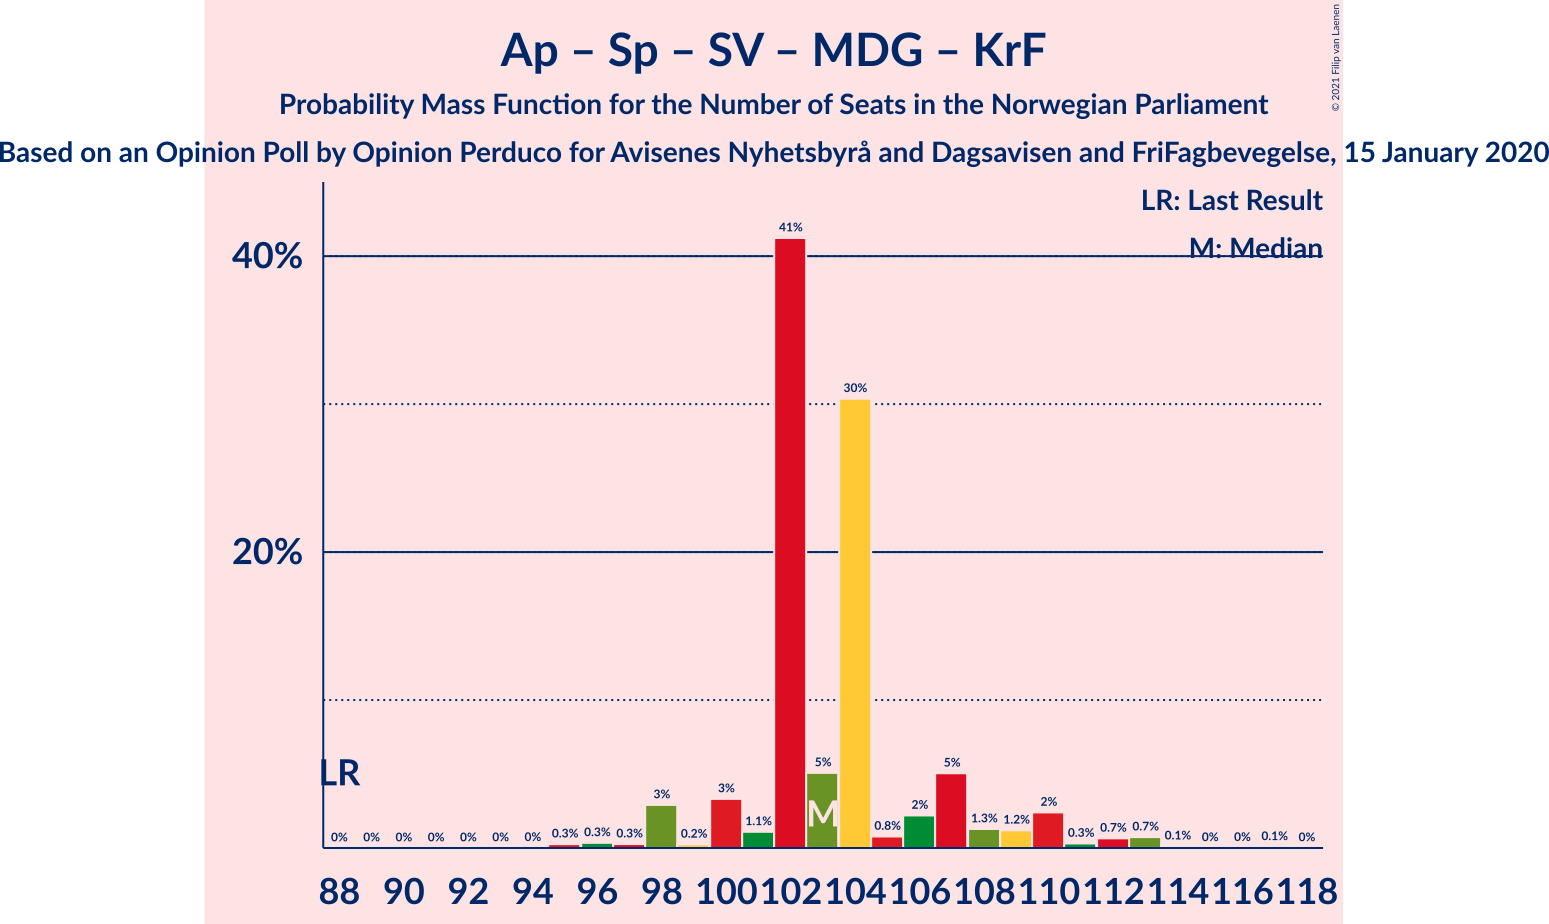 Ap – Sp – SV – MDG – KrF
Probability Mass Function for the Number of Seats in the Norwegian Parliament
Based on an Opinion Poll by Opinion Perduco for Avisenes Nyhetsbyrå and Dagsavisen and FriFagbevegelse, 15 January 2020
© 2021 Filip van Laenen
LR: Last Result
M: Median
40%
20%
41%
30%
LR
M
0% 0% 0% 0% 0% 0% 0% 0.3% 0.3% 0.3% 3% 0.2% 3% 1.1% 5% 0.8% 2% 5% 1.3% 1.2% 2% 0.3% 0.7% 0.7% 0.1% 0% 0% 0.1% 0%
88 90 92 94 96 98 100 102 104 106 108 110 112 114 116 118